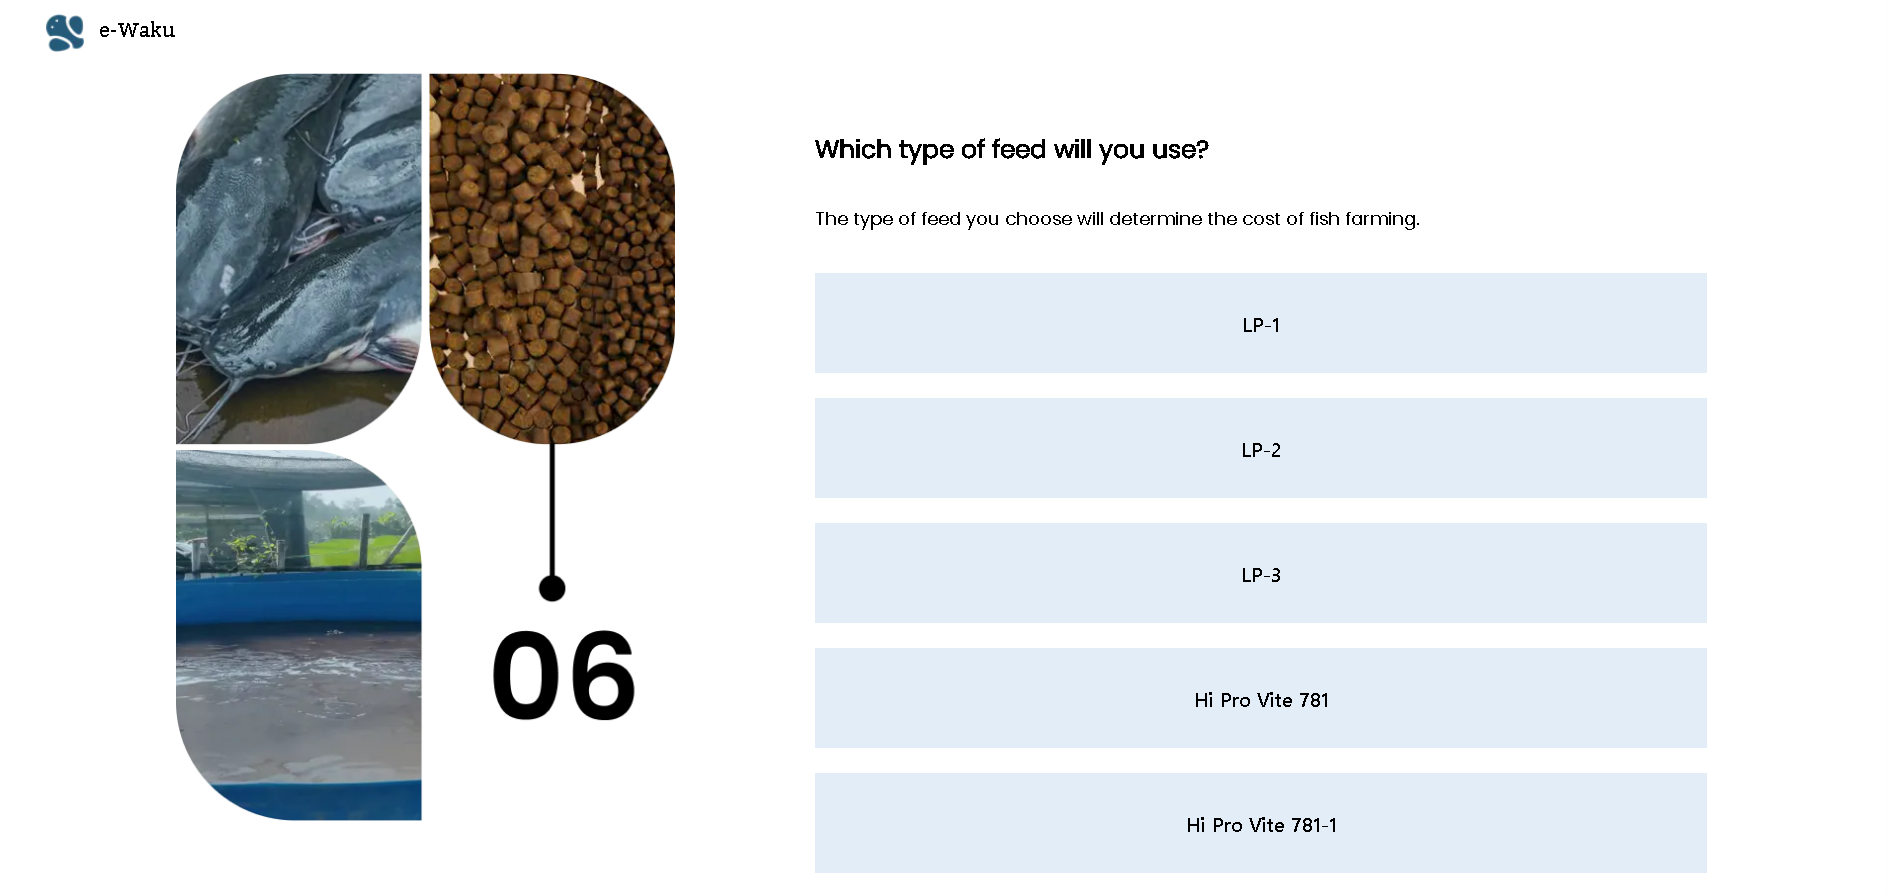 e-Waku
Which type of feed will you use?
The type of feed you choose will determine the cost of fish farming.
LP-1
LP-2
LP-3
Hi Pro Vite 781
Hi Pro Vite 781-1
06